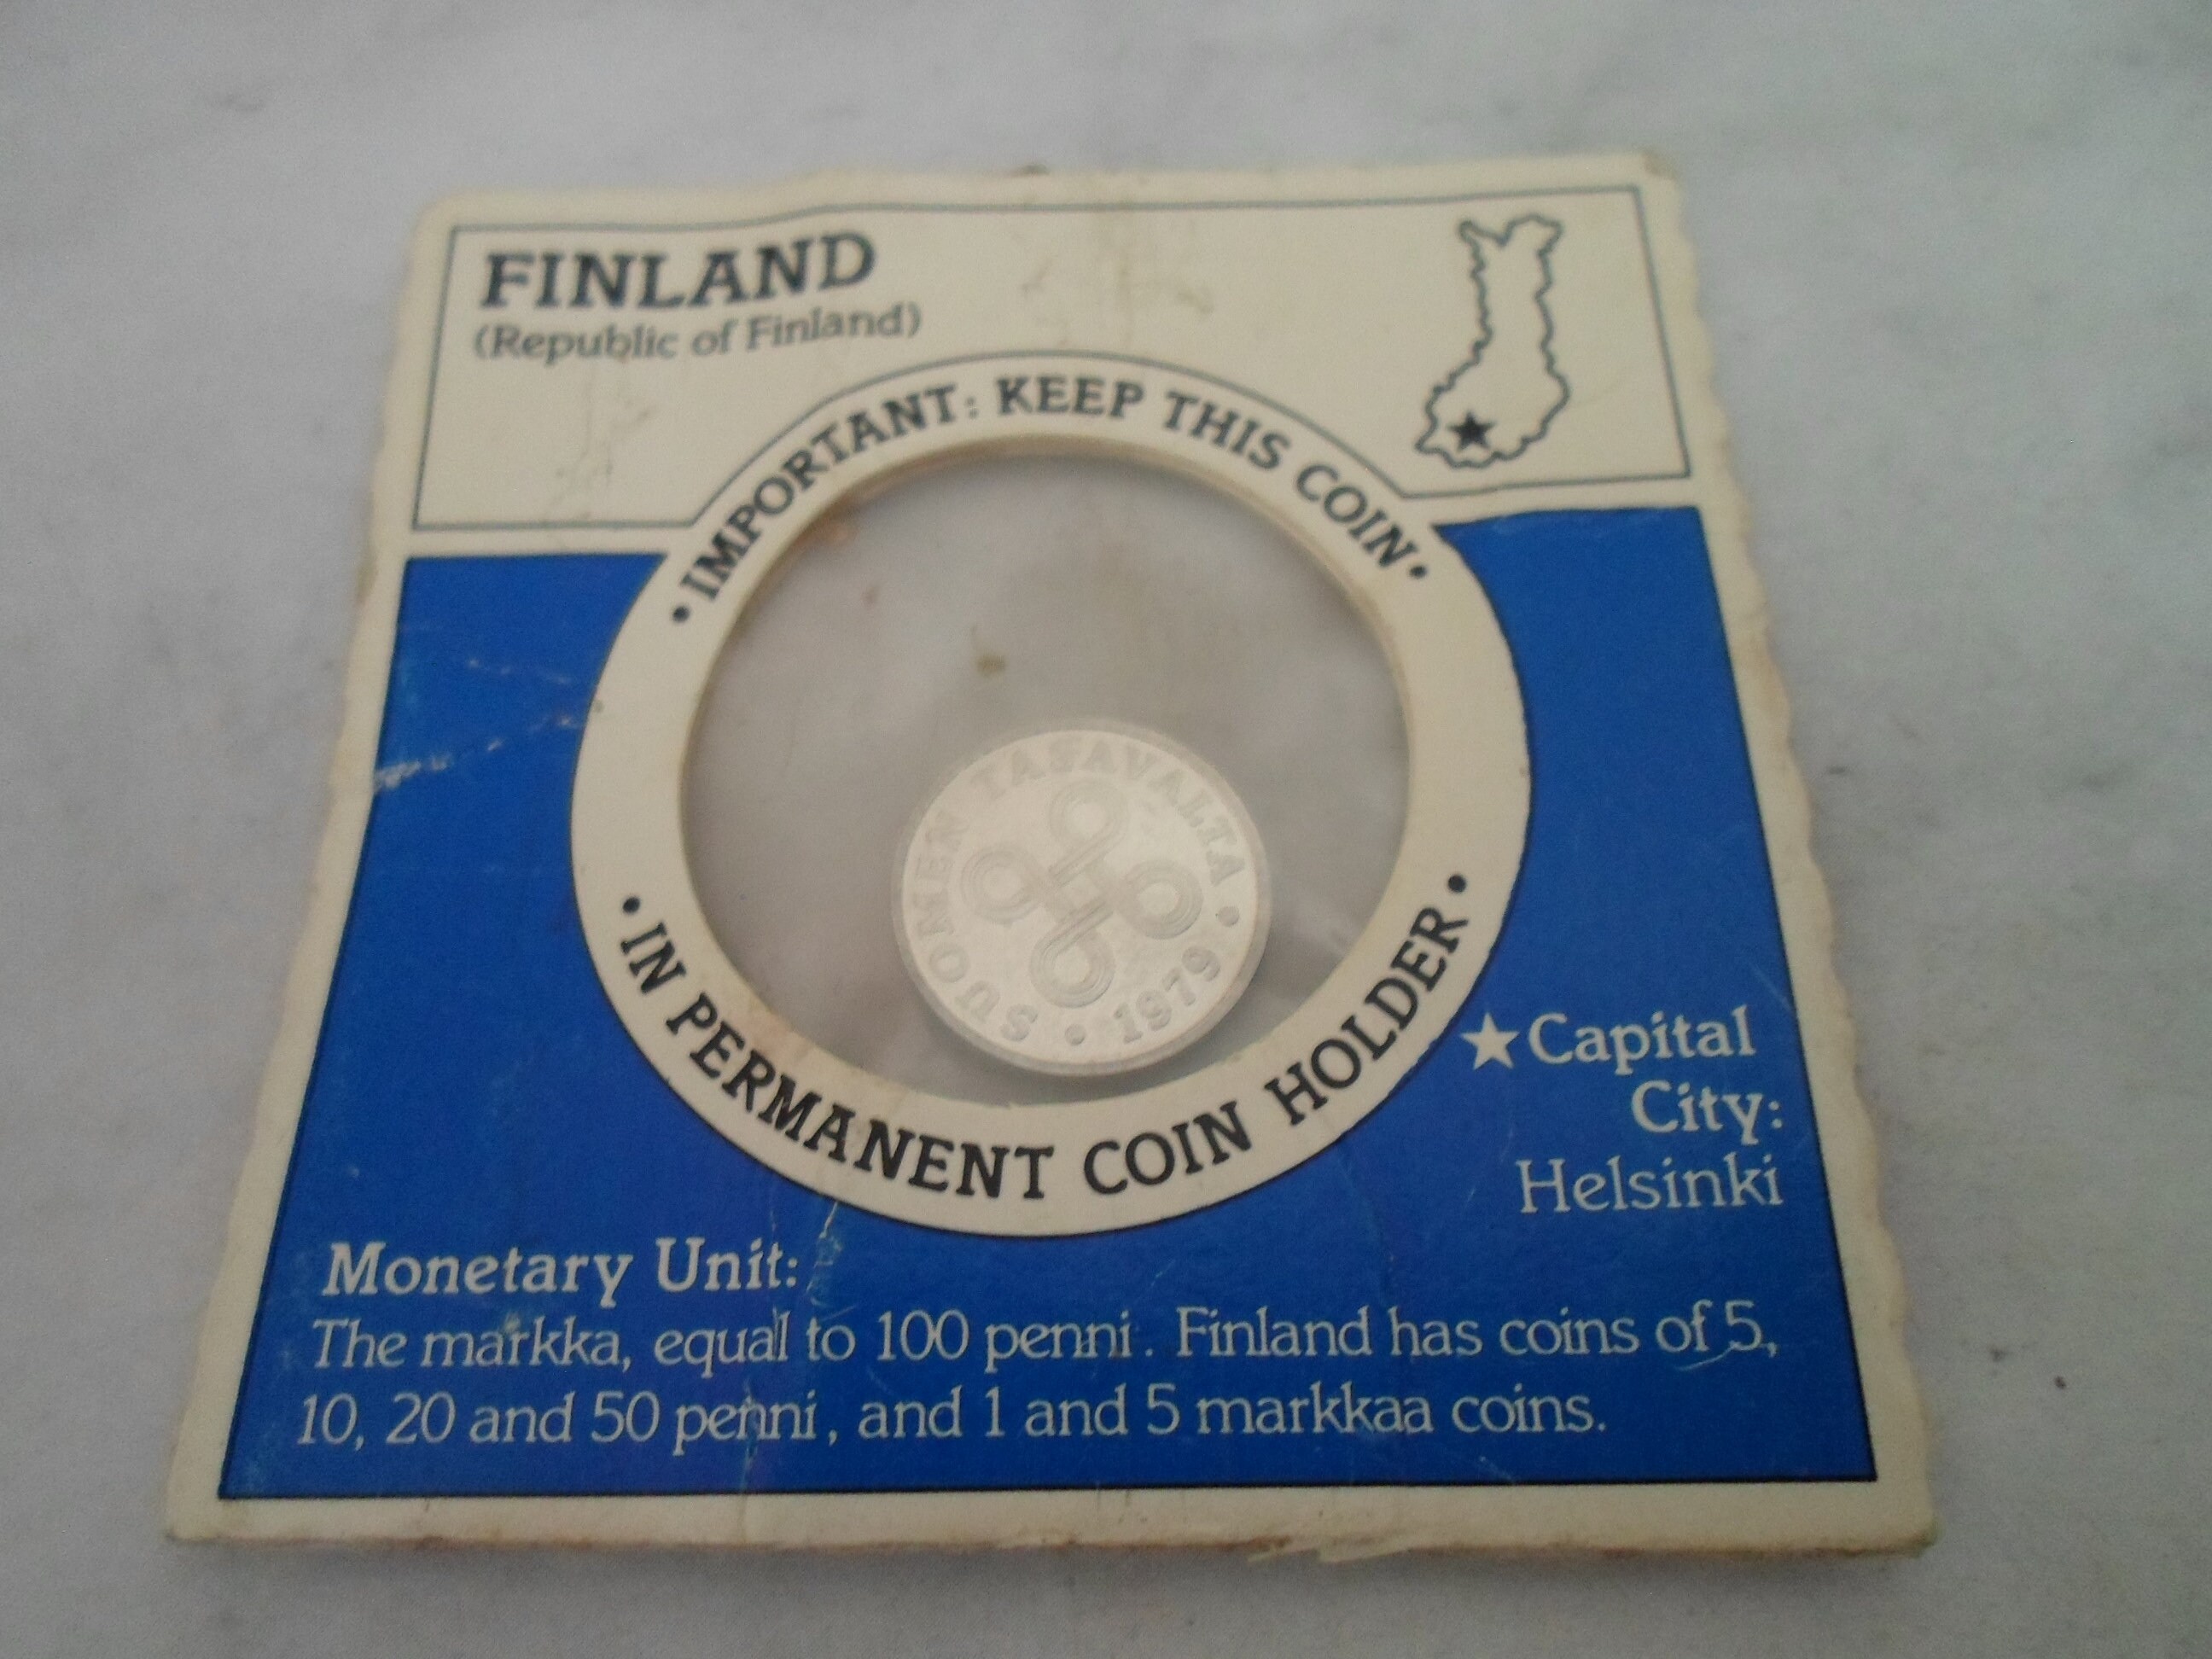 FINLAND
(Republic of Finland)
• IMPORTANT: KEEP THIS COIN •
SUOMEN TASAVALTA
• 1979 •
• IN PERMANENT COIN HOLDER •
★Capital
City:
Helsinki
Monetary Unit:
The markka, equal to 100 penni. Finland has coins of 5,
10, 20 and 50 penni, and 1 and 5 markkaa coins.